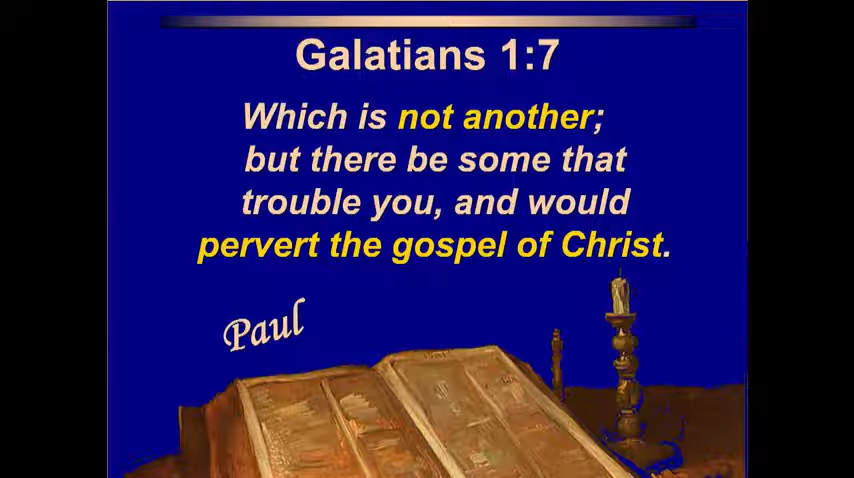 Galatians 1:7
Which is not another;
but there be some that
trouble you, and would
pervert the gospel of Christ.
Paul